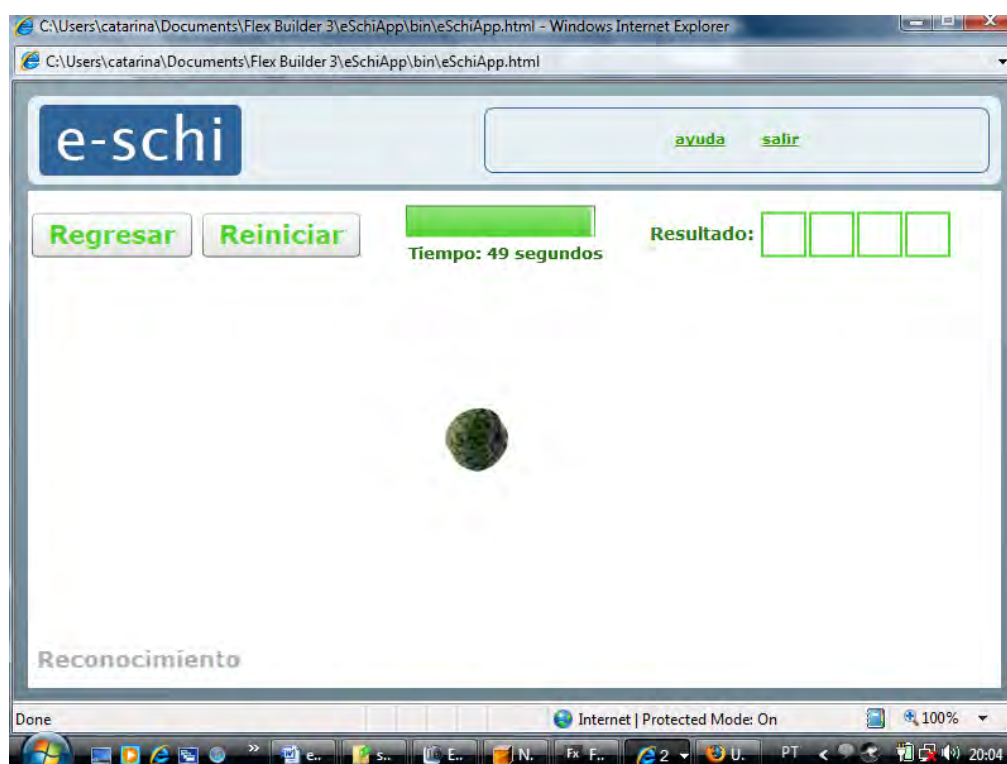 C:\Users\catarina\Documents\Flex Builder 3\eSchiApp\bin\eSchiApp.html - Windows Internet Explorer
C:\Users\catarina\Documents\Flex Builder 3\eSchiApp\bin\eSchiApp.html
e-schi
ayuda salir
Regresar Reiniciar Resultado:
Tiempo: 49 segundos
Reconocimiento
Done Internet | Protected Mode: On 100%
e.. s.. E.. N. Fx F.. 2 U. PT 20:04